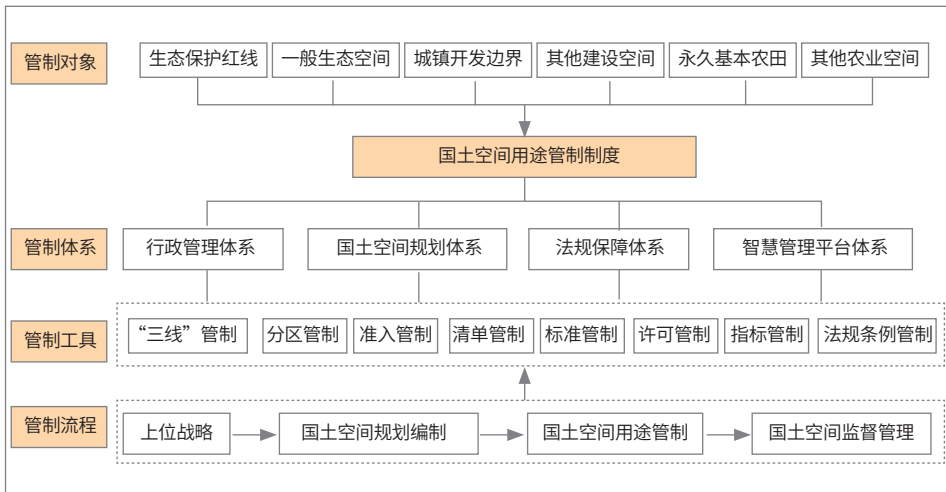 管制对象
生态保护红线
一般生态空间
城镇开发边界
其他建设空间
永久基本农田
其他农业空间
国土空间用途管制制度
管制体系
行政管理体系
国土空间规划体系
法规保障体系
智慧管理平台体系
管制工具
“三线”管制
分区管制
准入管制
清单管制
标准管制
许可管制
指标管制
法规条例管制
管制流程
上位战略
国土空间规划编制
国土空间用途管制
国土空间监督管理